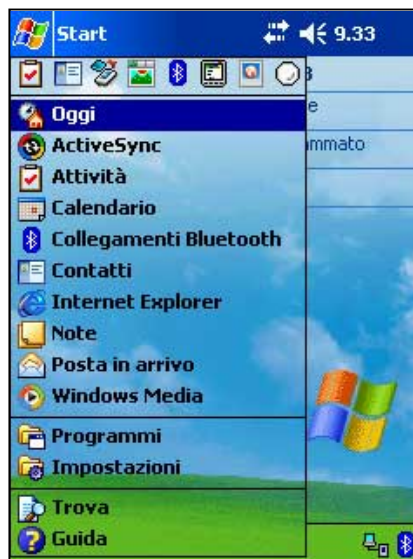 Start 9.33
Oggi
ActiveSync
Attività
Calendario
Collegamenti Bluetooth
Contatti
Internet Explorer
Note
Posta in arrivo
Windows Media
Programmi
Impostazioni
Trova
Guida